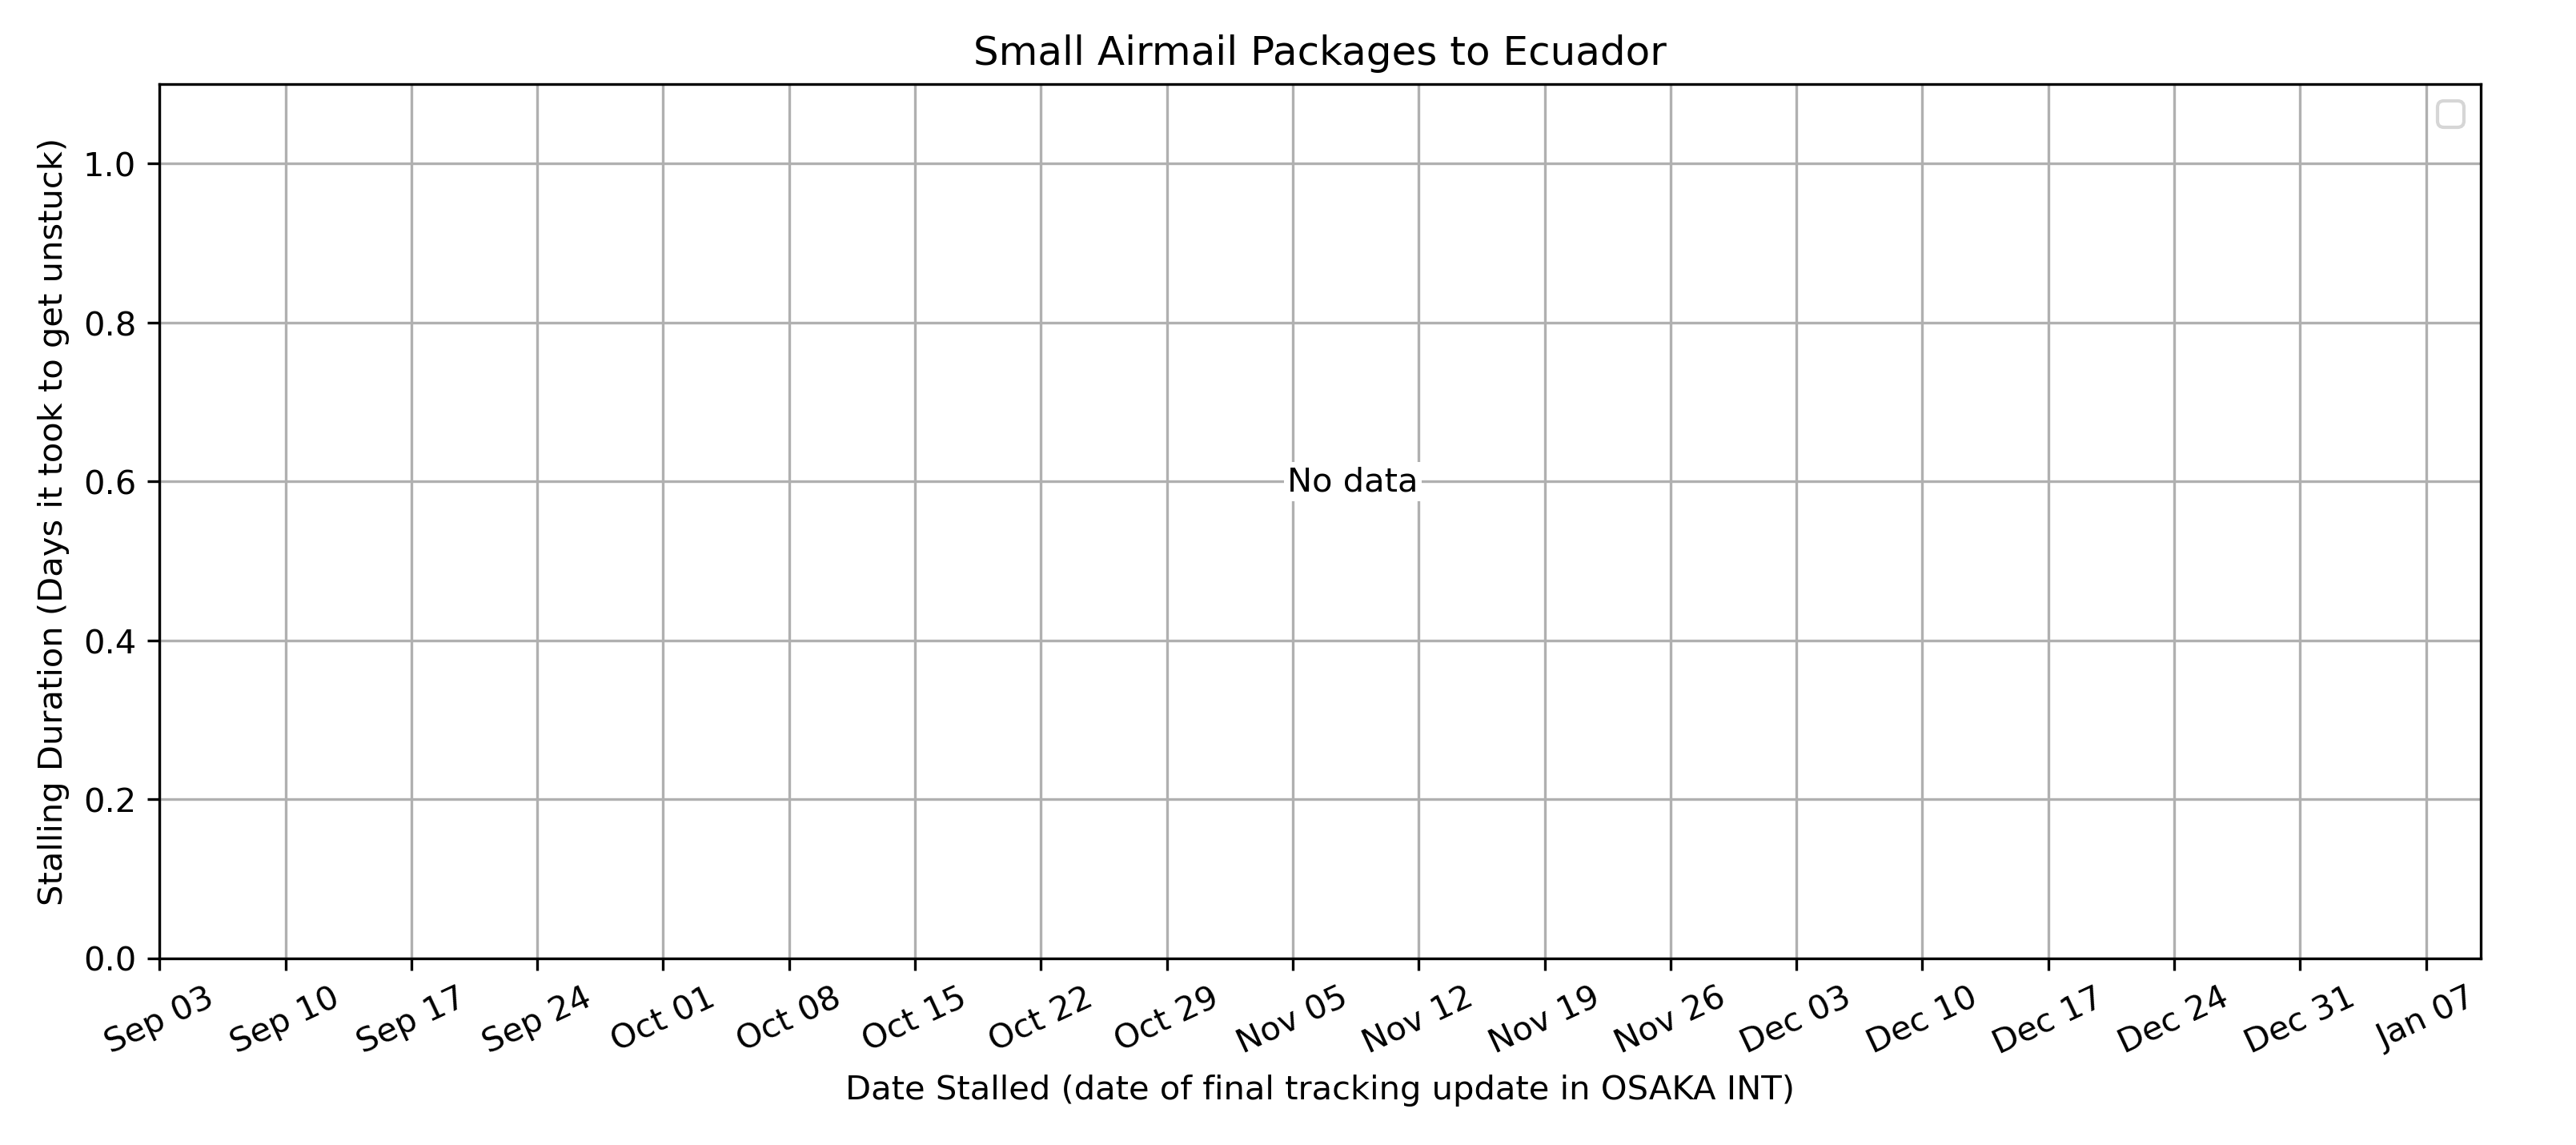 Small Airmail Packages to Ecuador
Stalling Duration (Days it took to get unstuck)
1.0
0.8
0.6
0.4
0.2
0.0
No data
Sep 03
Sep 10
Sep 17
Sep 24
Oct 01
Oct 08
Oct 15
Oct 22
Oct 29
Nov 05
Nov 12
Nov 19
Nov 26
Dec 03
Dec 10
Dec 17
Dec 24
Dec 31
Jan 07
Date Stalled (date of final tracking update in OSAKA INT)